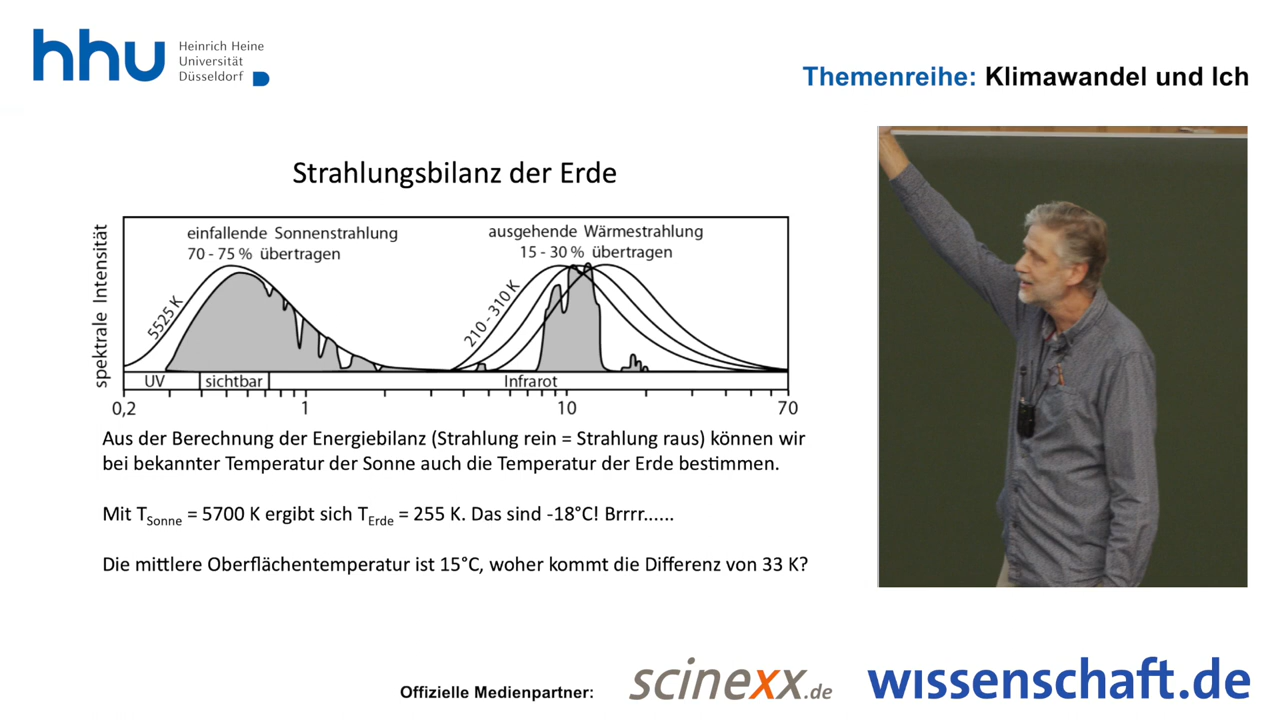 hhu
Heinrich Heine
Universität
Düsseldorf
Themenreihe: Klimawandel und Ich
Strahlungsbilanz der Erde
spektrale Intensität
einfallende Sonnenstrahlung
70 - 75 % übertragen
ausgehende Wärmestrahlung
15 - 30 % übertragen
5525 K
210 - 310 K
UV
sichtbar
Infrarot
0,2
1
10
70
Aus der Berechnung der Energiebilanz (Strahlung rein = Strahlung raus) können wir
bei bekannter Temperatur der Sonne auch die Temperatur der Erde bestimmen.
Mit TSonne = 5700 K ergibt sich TErde = 255 K. Das sind -18°C! Brrrr......
Die mittlere Oberflächentemperatur ist 15°C, woher kommt die Differenz von 33 K?
Offizielle Medienpartner:
scinexx.de
wissenschaft.de